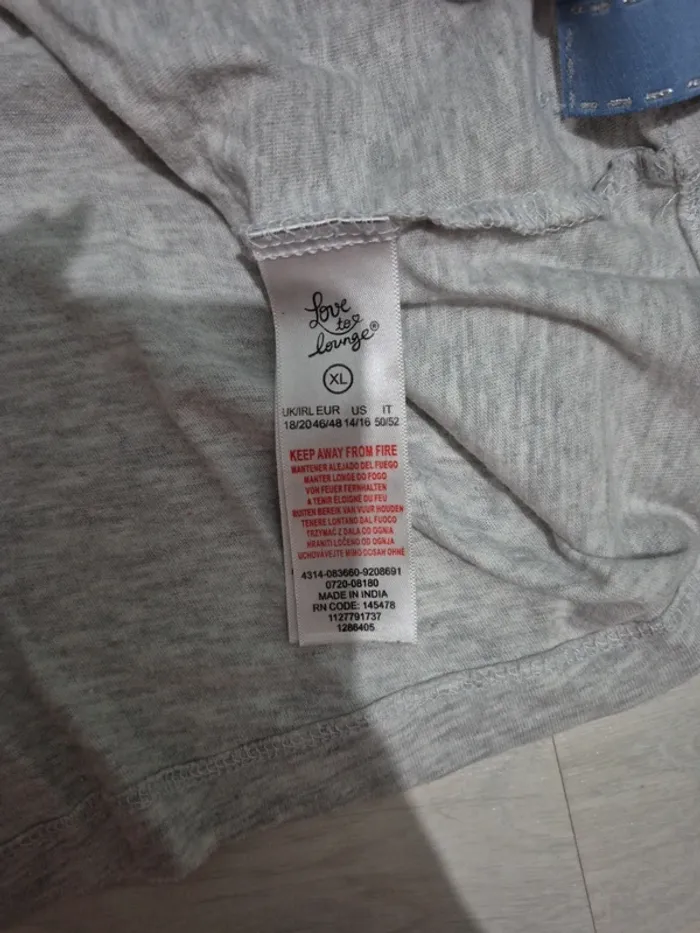 Love
to
lounge®
XL
UK/IRL EUR US IT
18/20 46/48 14/16 50/52
KEEP AWAY FROM FIRE
MANTENER ALEJADO DEL FUEGO
MANTER LONGE DO FOGO
VON FEUER FERNHALTEN
A TENIR ÉLOIGNÉ DU FEU
BUITEN BEREIK VAN VUUR HOUDEN
TENERE LONTANO DAL FUOCO
TRZYMAĆ Z DALA OD OGNIA
HRANITI LOČENO OD OGNJA
UCHOVÁVEJTE MIMO DOSAH OHNĚ
4314-083660-9208691
0720-08180
MADE IN INDIA
RN CODE: 145478
1127791737
1286405